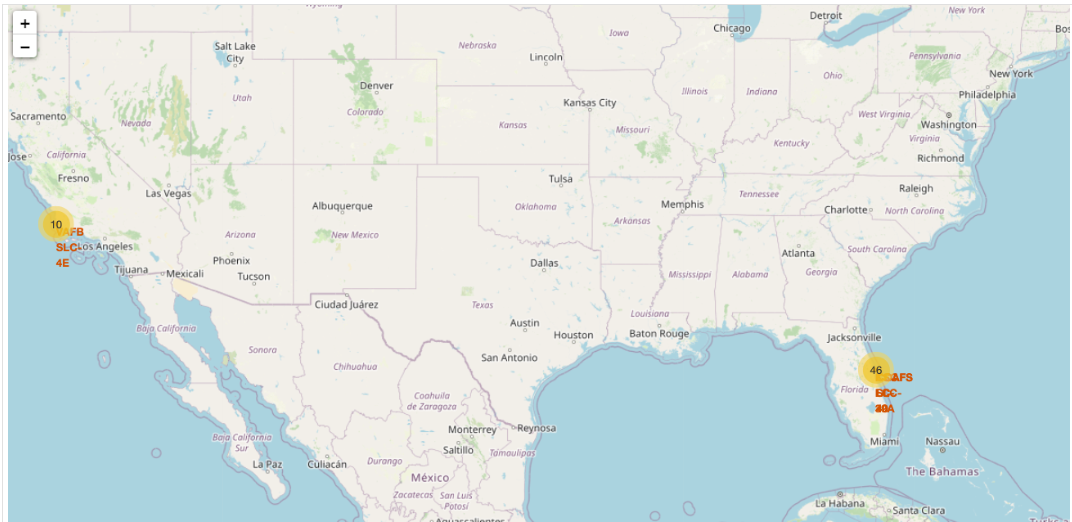 +
−
Wyoming
Salt Lake
City
Nebraska
Iowa
Lincoln
Chicago
Detroit
New York
Bos
Pennsylvania
New York
Philadelphia
Sacramento
Nevada
Utah
Denver
Colorado
Kansas
Kansas City
Missouri
Illinois
Indiana
Ohio
West Virginia
Washington
Virginia
Richmond
Jose
California
Fresno
Las Vegas
Kentucky
Tulsa
Oklahoma
Arkansas
Memphis
Tennessee
Raleigh
Charlotte
North Carolina
Albuquerque
New Mexico
Arizona
Phoenix
Tucson
10
VAFB
SLC-
4E
Los Angeles
Tijuana
Mexicali
South Carolina
Atlanta
Georgia
Alabama
Mississippi
Dallas
Texas
Louisiana
Baton Rouge
Jacksonville
Ciudad Juárez
Austin
Houston
San Antonio
Baja California
Sonora
Chihuahua
46
Florida
Coahuila
de Zaragoza
Monterrey
Saltillo
Reynosa
Tamaulipas
Baja California
Sur
La Paz
Culiacán
Durango
México
Zacatecas
San Luis
Potosí
Aguascalientes
Miami
Nassau
The Bahamas
La Habana
Santa Clara